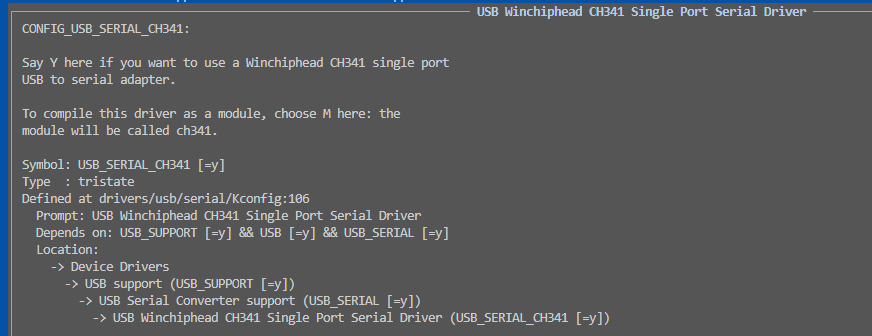 USB Winchiphead CH341 Single Port Serial Driver
CONFIG_USB_SERIAL_CH341:
Say Y here if you want to use a Winchiphead CH341 single port
USB to serial adapter.
To compile this driver as a module, choose M here: the
module will be called ch341.
Symbol: USB_SERIAL_CH341 [=y]
Type  : tristate
Defined at drivers/usb/serial/Kconfig:106
  Prompt: USB Winchiphead CH341 Single Port Serial Driver
  Depends on: USB_SUPPORT [=y] && USB [=y] && USB_SERIAL [=y]
  Location:
    -> Device Drivers
      -> USB support (USB_SUPPORT [=y])
        -> USB Serial Converter support (USB_SERIAL [=y])
          -> USB Winchiphead CH341 Single Port Serial Driver (USB_SERIAL_CH341 [=y])